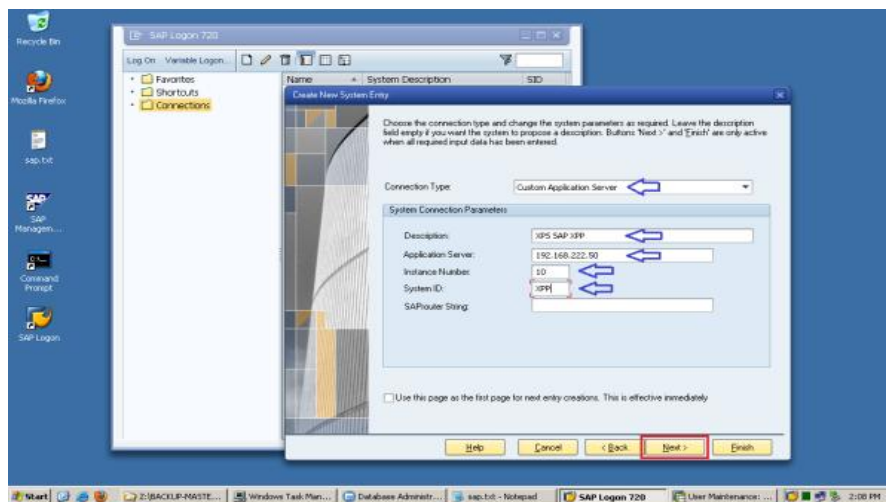 Recycle Bin
Mozilla Firefox
sap.txt
SAP
SAP
Managem...
Command
Prompt
SAP Logon
SAP Logon 720
Log On Variable Logon...
Favorites
Shortcuts
Connections
Name System Description SID
Create New System Entry
Choose the connection type and change the system parameters as required. Leave the description
field empty if you want the system to propose a description. Buttons 'Next >' and 'Finish' are only active
when all required input data has been entered.
Connection Type: Custom Application Server
System Connection Parameters
Description: XPS SAP XPP
Application Server: 192.168.222.50
Instance Number: 10
System ID: XPP
SAProuter String:
Use this page as the first page for next entry creations. This is effective immediately
Help Cancel < Back Next > Finish
Start Z:\BACKUP-MASTE... Windows Task Man... Database Administr... sap.txt - Notepad SAP Logon 720 User Maintenance: ... 2:08 PM